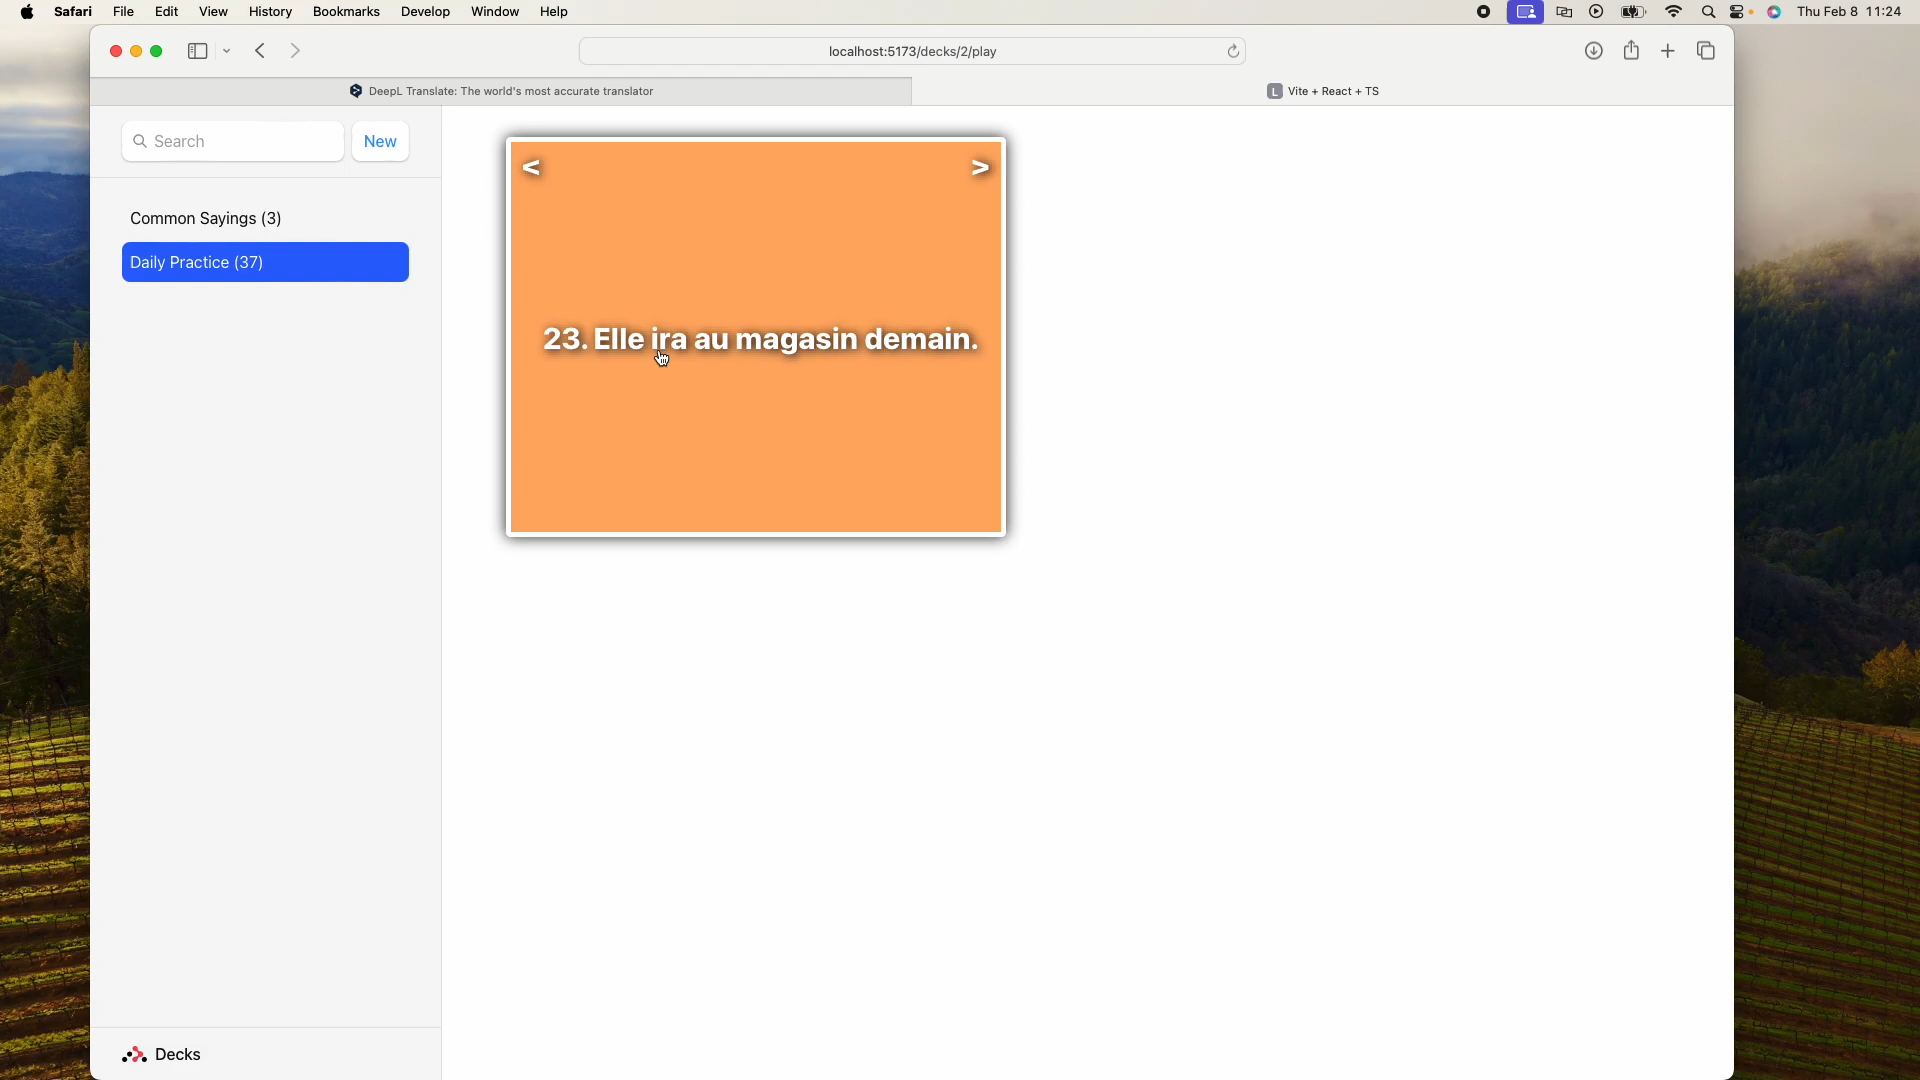 Safari File Edit View History Bookmarks Develop Window Help Thu Feb 8 11:24
localhost:5173/decks/2/play
DeepL Translate: The world's most accurate translator
L Vite + React + TS
Search New
< >
Common Sayings (3)
Daily Practice (37)
23. Elle ira au magasin demain.
Decks